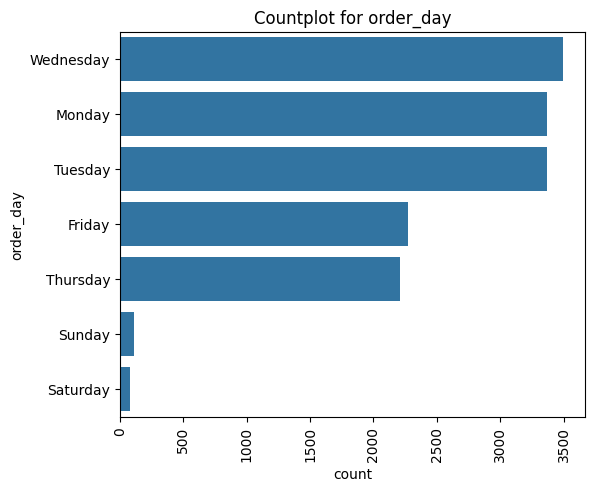 Countplot for order_day
order_day
Wednesday
Monday
Tuesday
Friday
Thursday
Sunday
Saturday
0
500
1000
1500
2000
2500
3000
3500
count